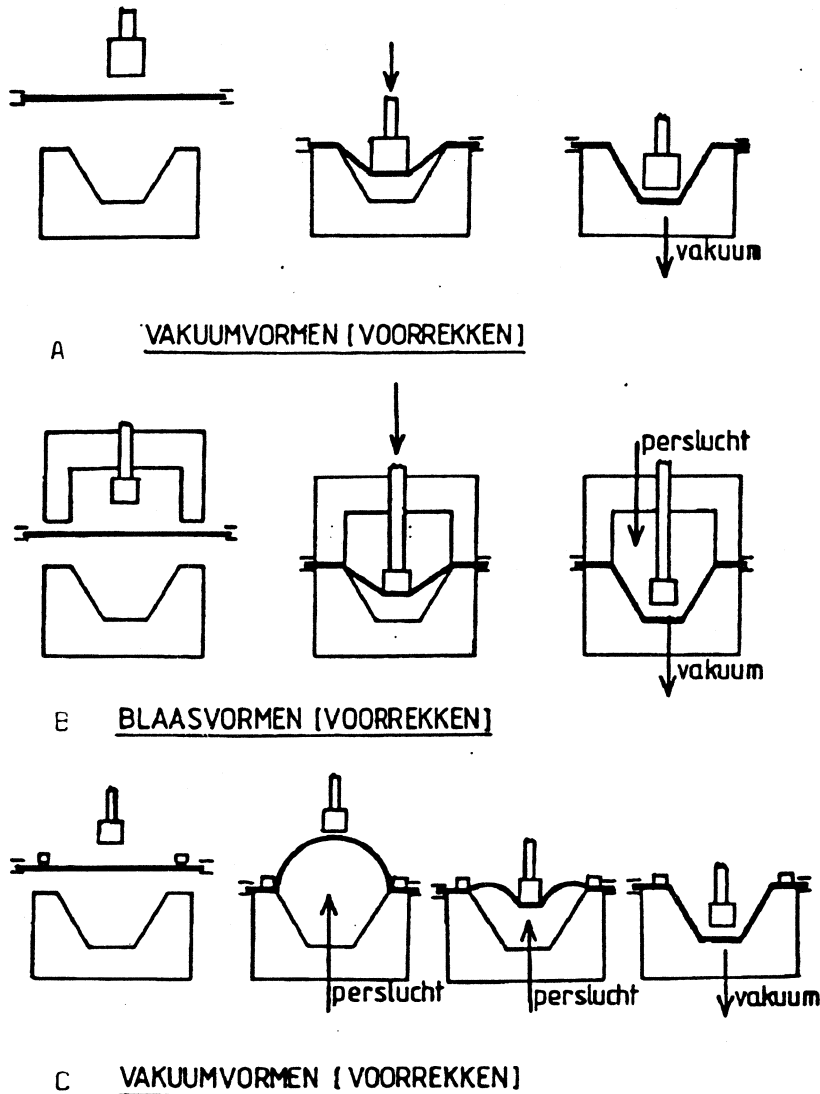 vakuum
A VAKUUMVORMEN [VOORREKKEN]
perslucht
vakuum
B BLAASVORMEN [VOORREKKEN]
perslucht perslucht vakuum
C VAKUUMVORMEN [VOORREKKEN]